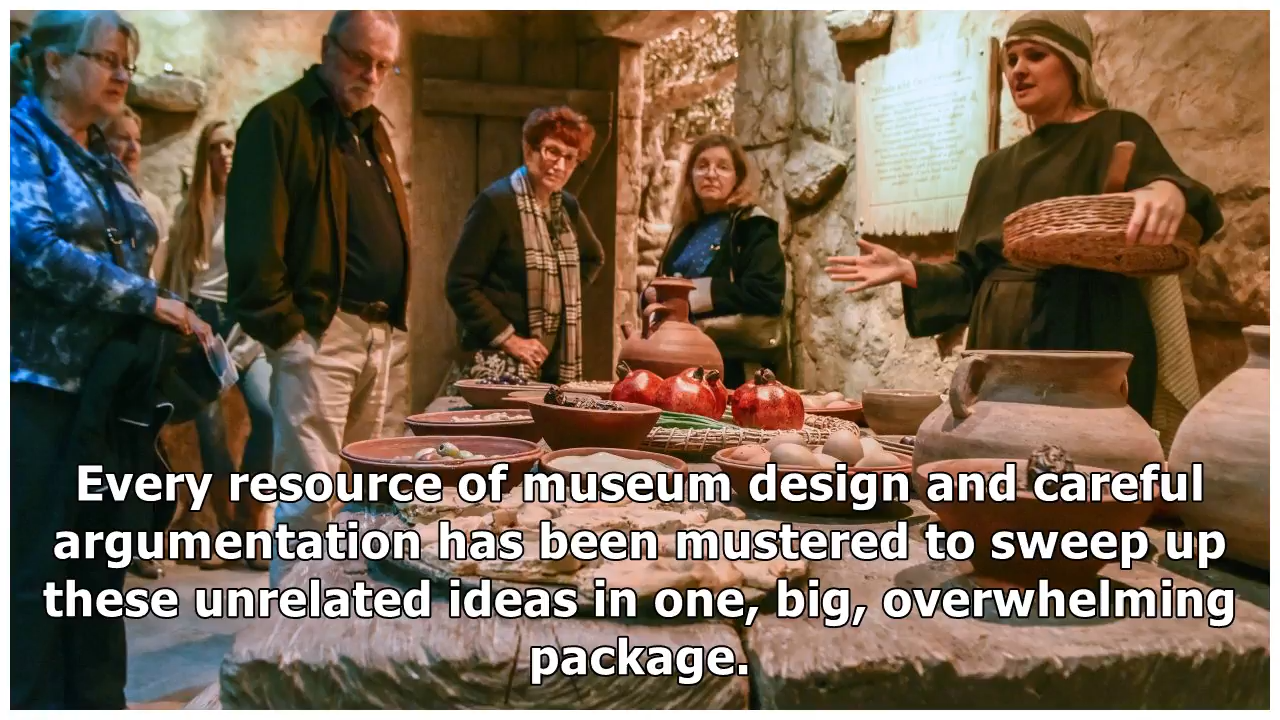 Every resource of museum design and careful
argumentation has been mustered to sweep up
these unrelated ideas in one, big, overwhelming
package.